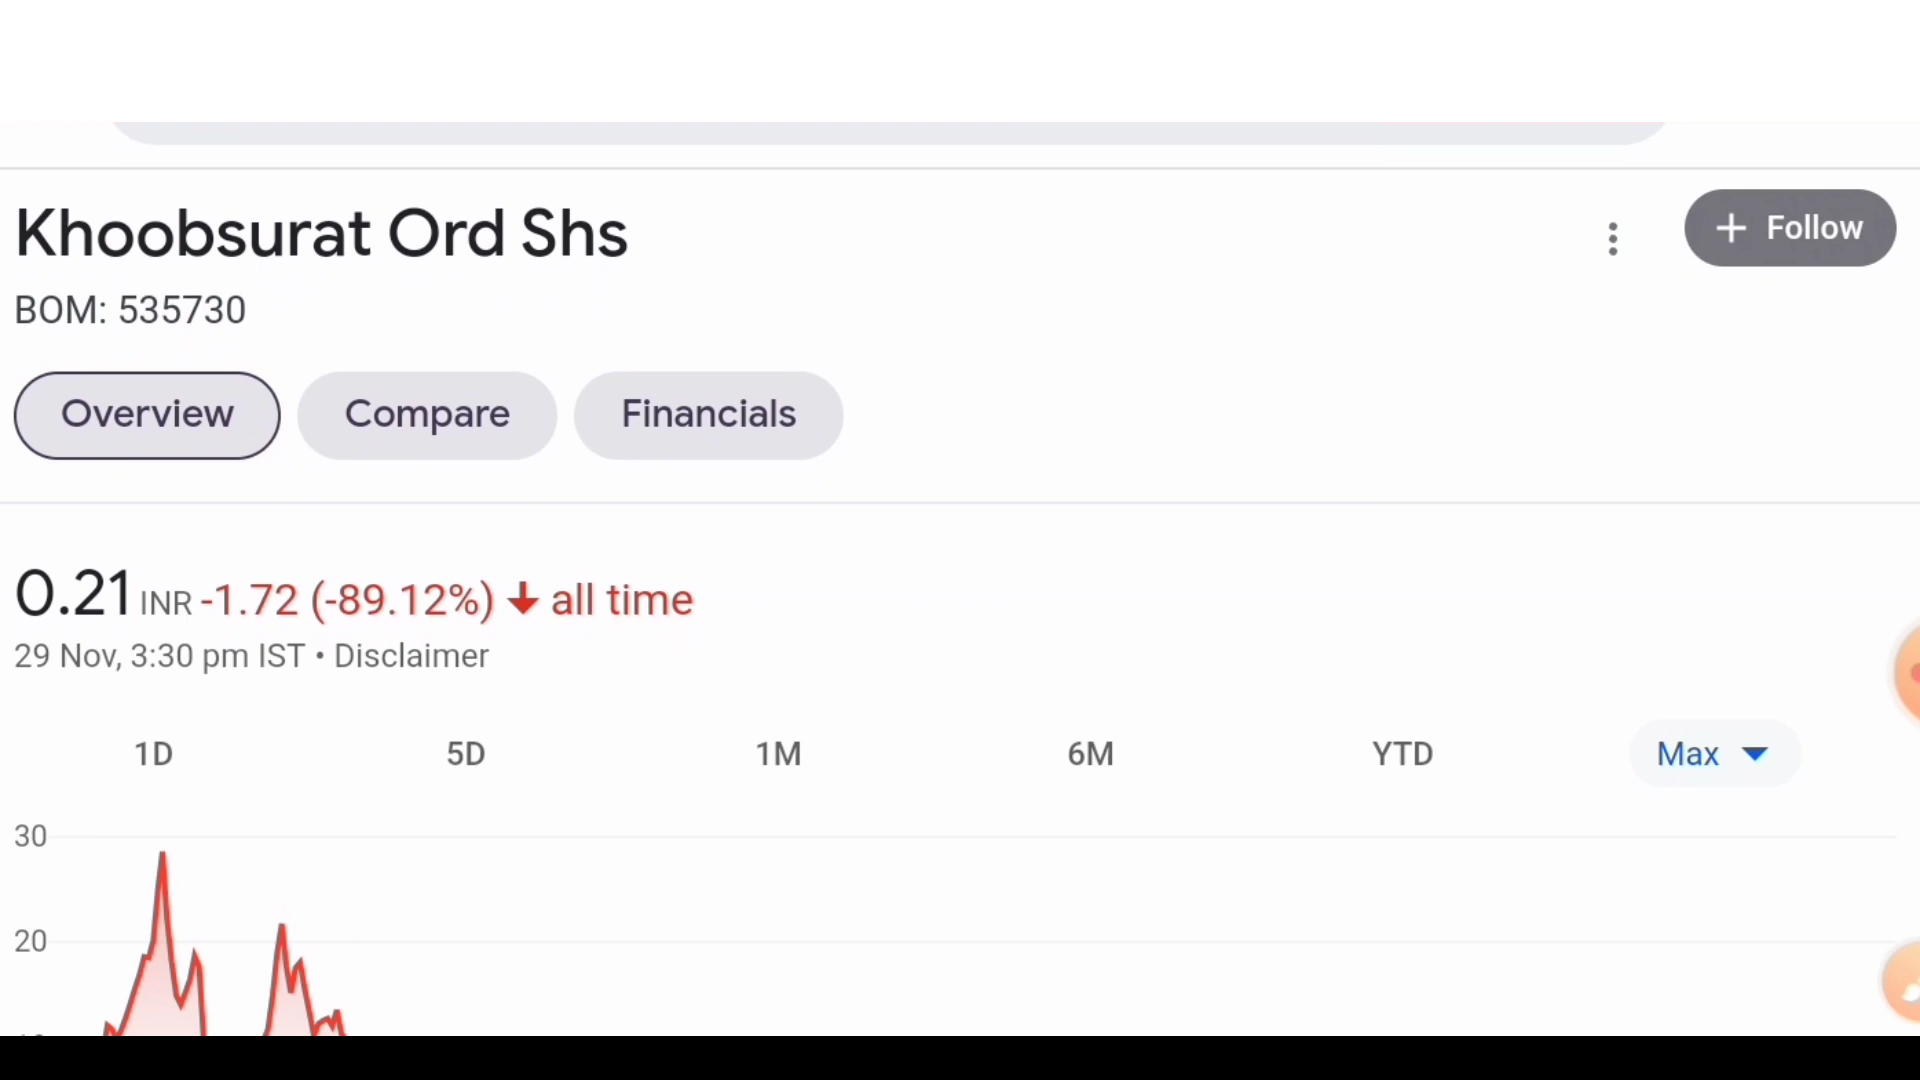 Khoobsurat Ord Shs
+ Follow
BOM: 535730
Overview
Compare
Financials
0.21 INR -1.72 (-89.12%) ↓ all time
29 Nov, 3:30 pm IST • Disclaimer
1D 5D 1M 6M YTD Max
30
20